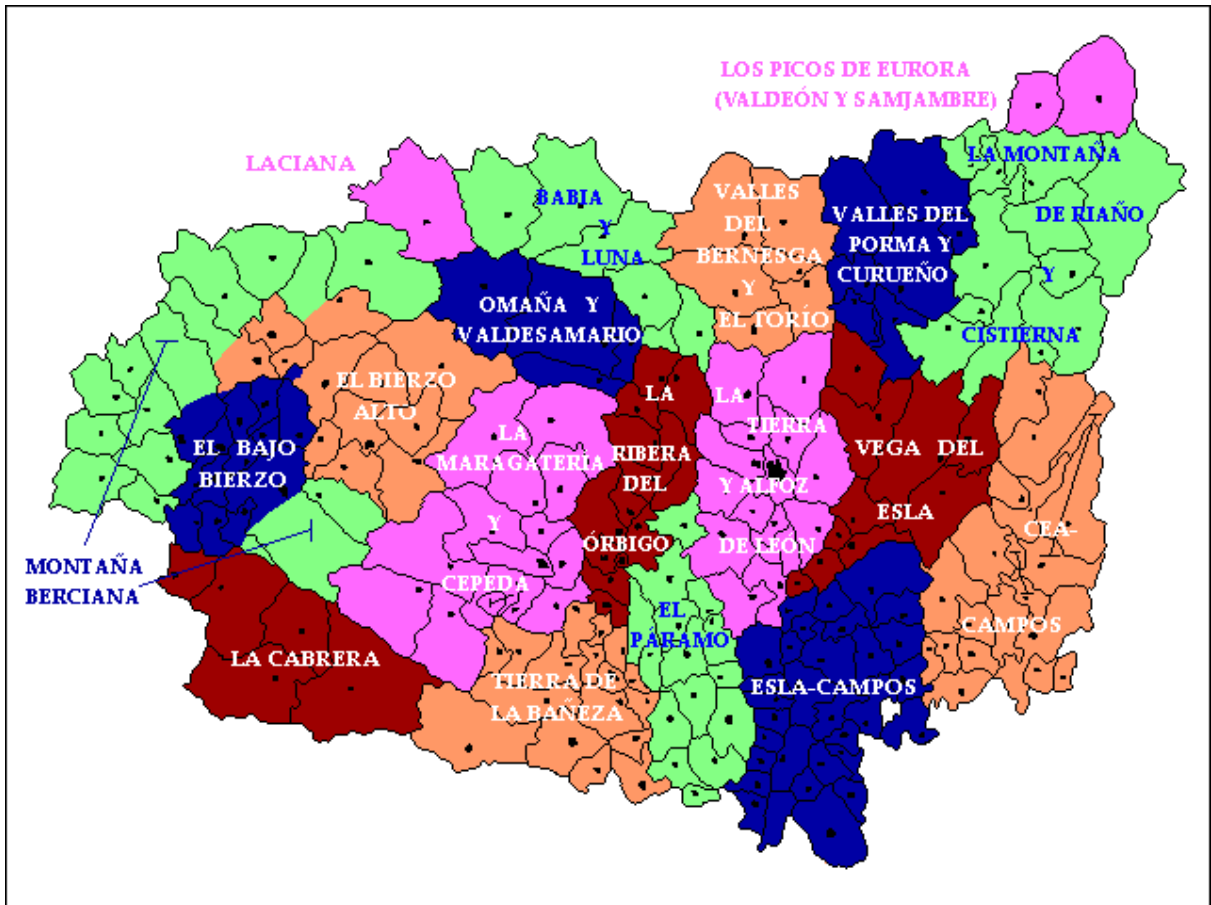 LOS PICOS DE EURORA
(VALDEÓN Y SAMJAMBRE)
LACIANA
BABIA
Y
LUNA
VALLES
DEL
BERNESGA
Y
EL TORÍO
VALLES DEL
PORMA Y
CURUEÑO
LA MONTAÑA
DE RIAÑO
Y
CISTIERNA
OMAÑA Y
VALDESAMARIO
EL BIERZO
ALTO
EL BAJO
BIERZO
LA
MARAGATERÍA
Y
CEPEDA
LA
RIBERA
DEL
ÓRBIGO
LA
TIERRA
Y ALFOZ
DE LEÓN
VEGA DEL
ESLA
CEA-
CAMPOS
MONTAÑA
BERCIANA
LA CABRERA
TIERRA DE
LA BAÑEZA
EL
PARAMO
ESLA-CAMPOS